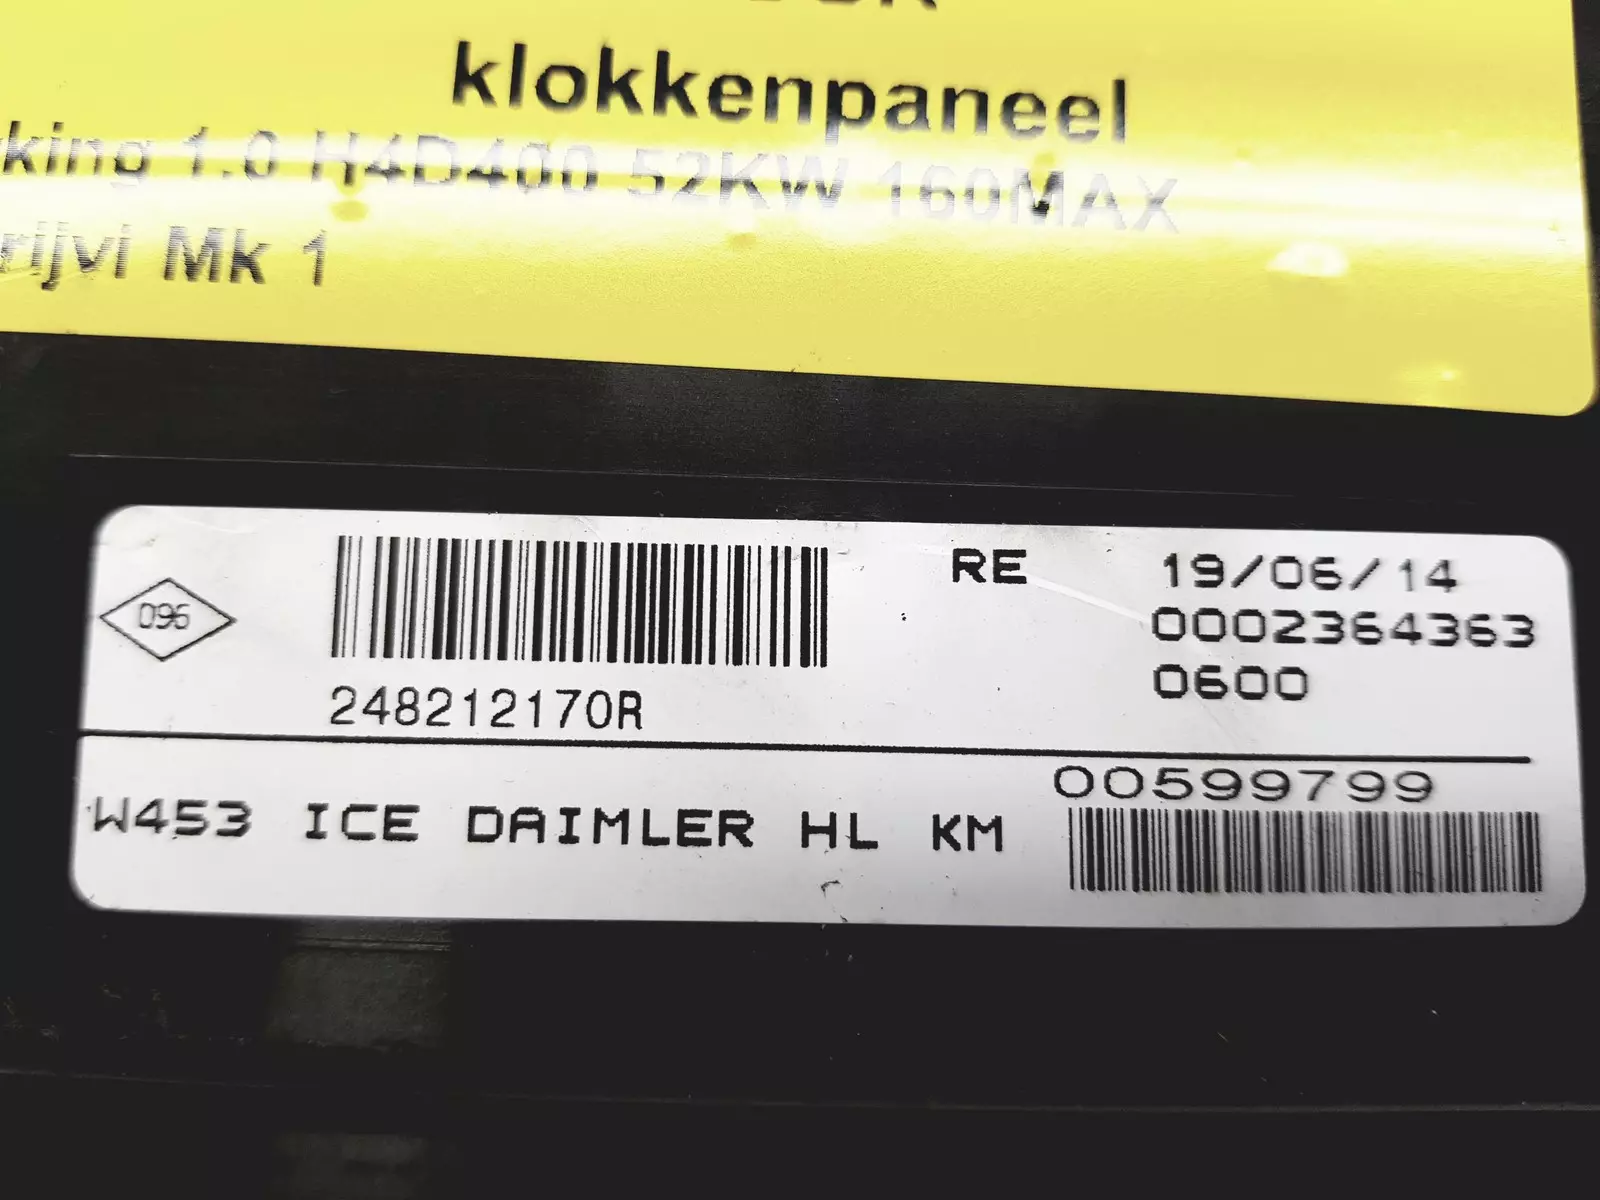 klokkenpaneel
king 1.0 H4D400 52KW 160MAX
rijvi Mk 1
096
248212170R
RE
19/06/14
0002364363
0600
W453 ICE DAIMLER HL KM
00599799